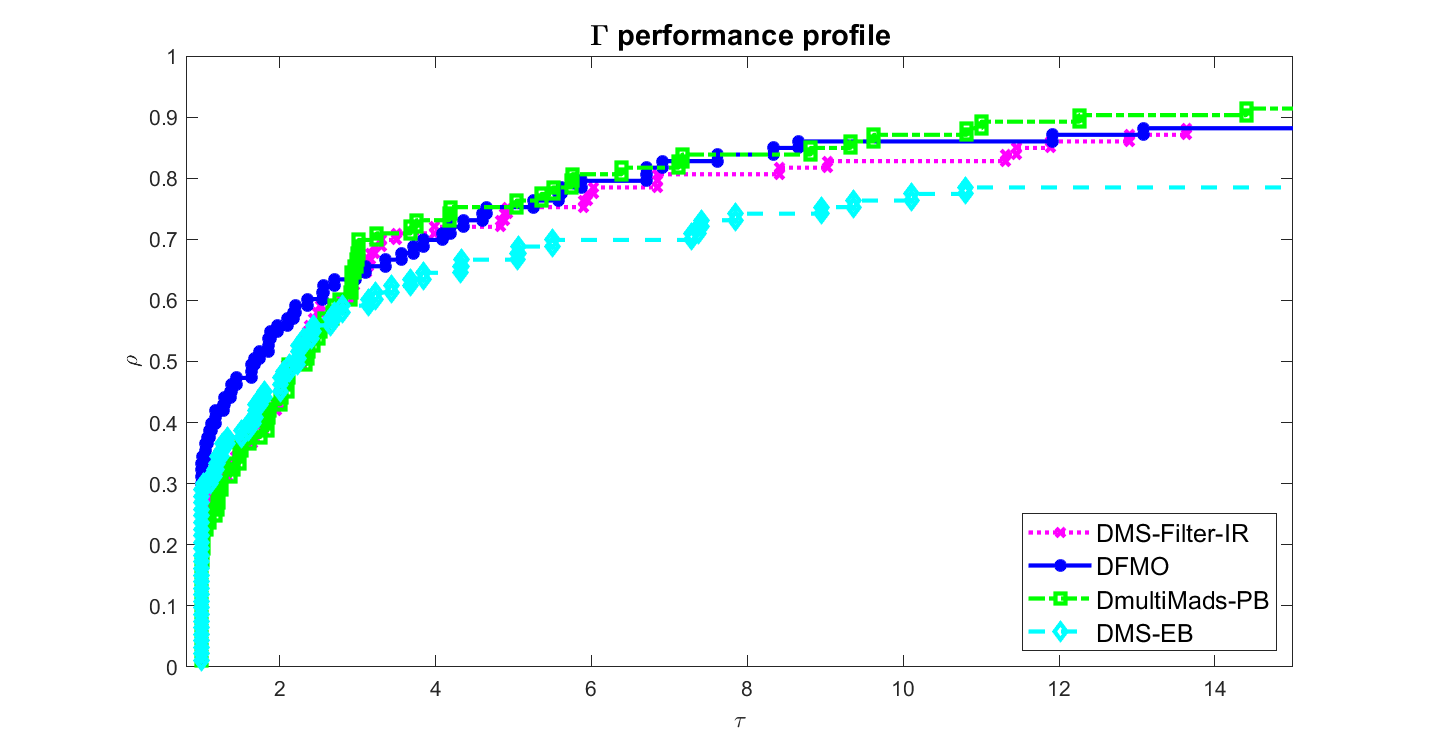 Γ performance profile
1
0.9
0.8
0.7
0.6
0.5
0.4
0.3
0.2
0.1
0
ρ
2 4 6 8 10 12 14
τ
DMS-Filter-IR
DFMO
DmultiMads-PB
DMS-EB